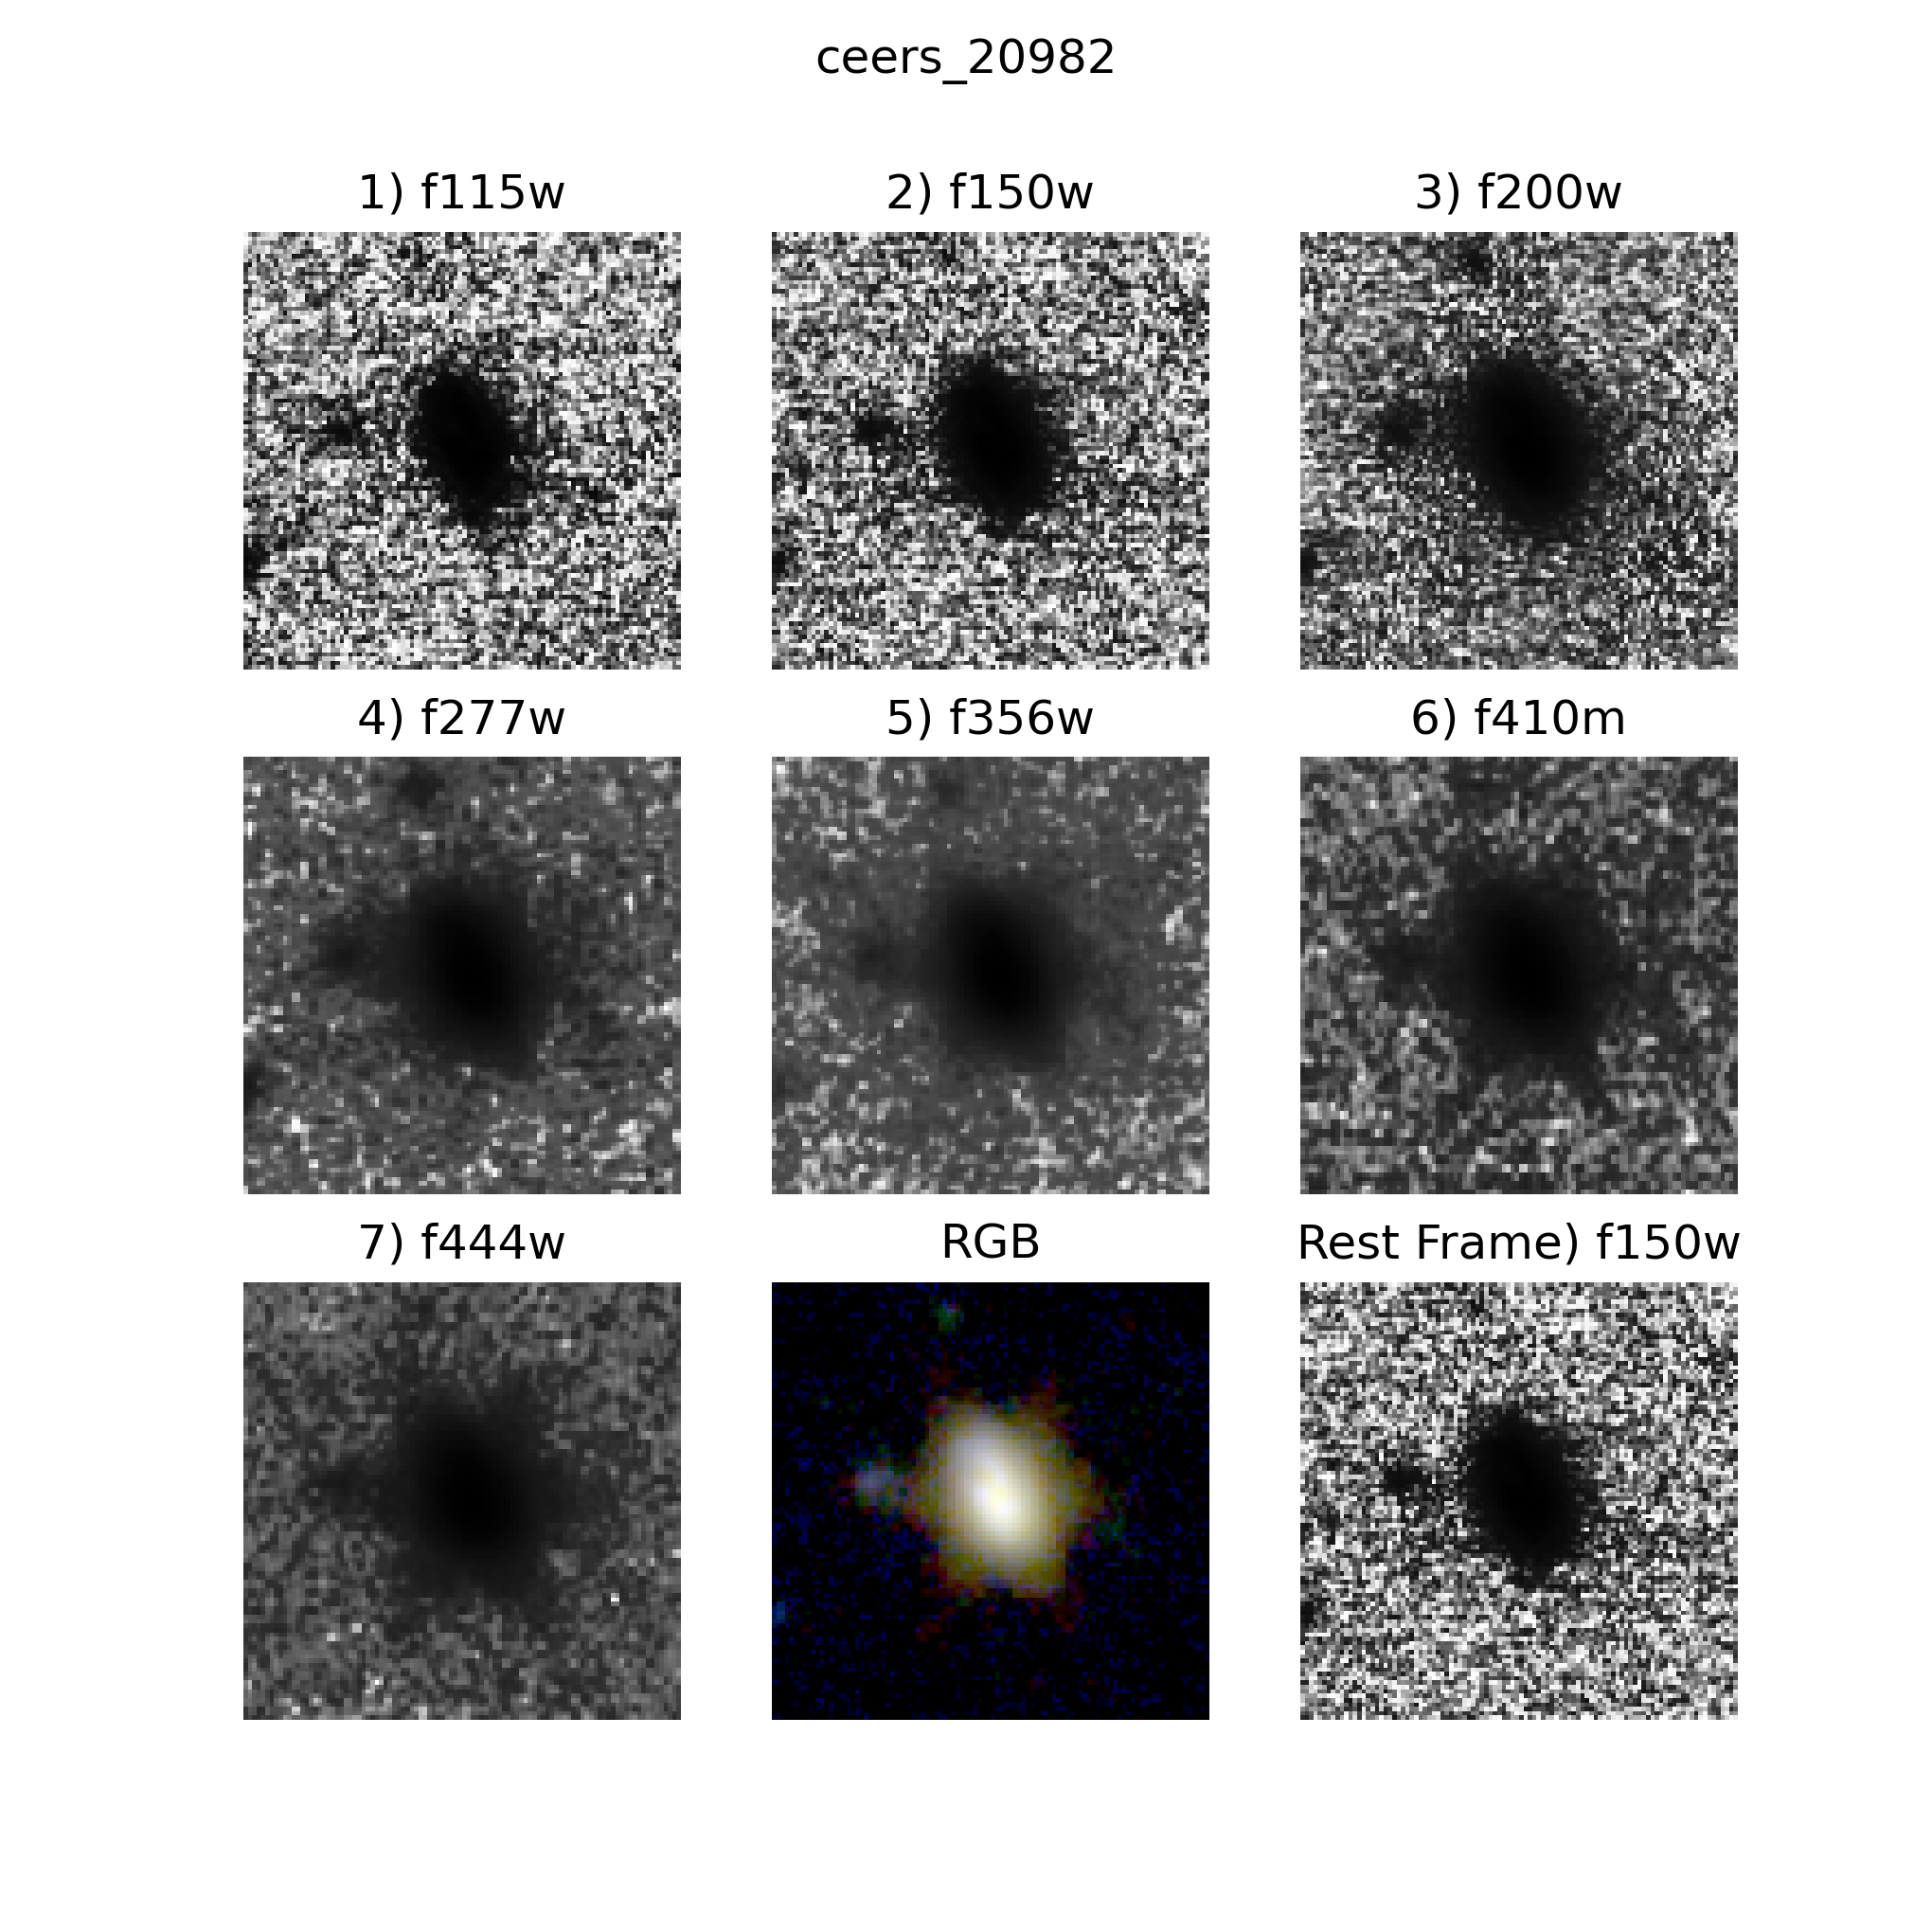 ceers_20982
1) f115w
2) f150w
3) f200w
4) f277w
5) f356w
6) f410m
7) f444w
RGB
Rest Frame) f150w